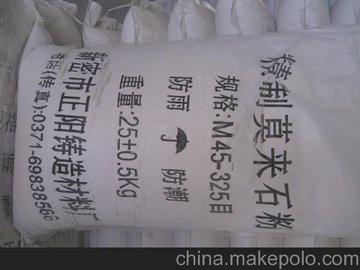 精制莫来石粉
规格:M45-325目
防雨 防潮
重量:25±0.5Kg
新密市正阳铸造材料厂
电话(传真):0371-69838566
china.makepolo.com